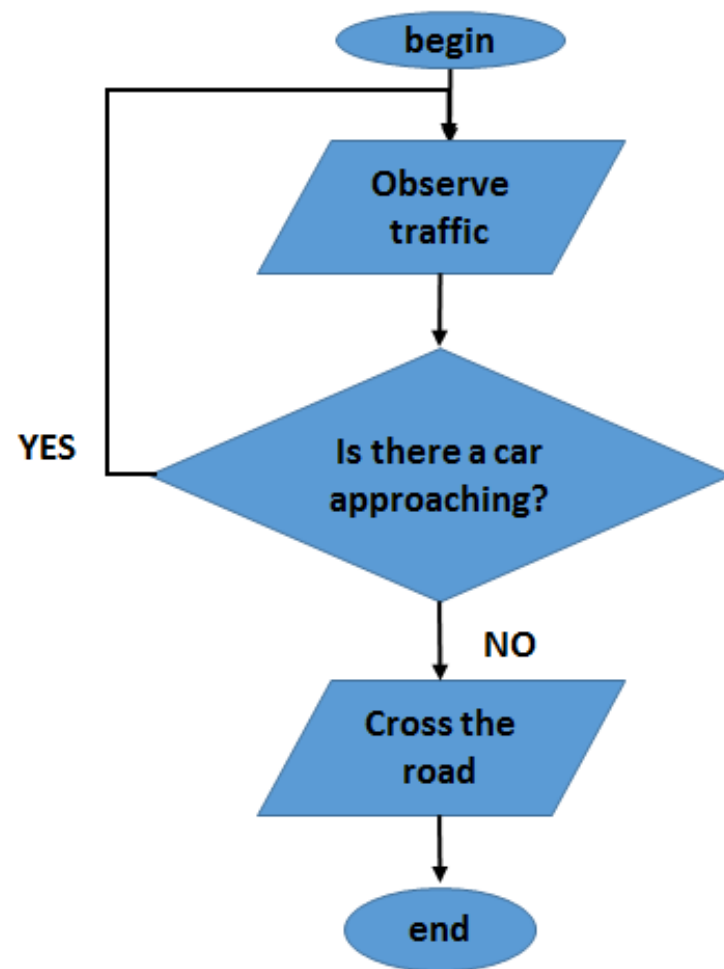 begin
Observe
traffic
Is there a car
approaching?
YES
NO
Cross the
road
end